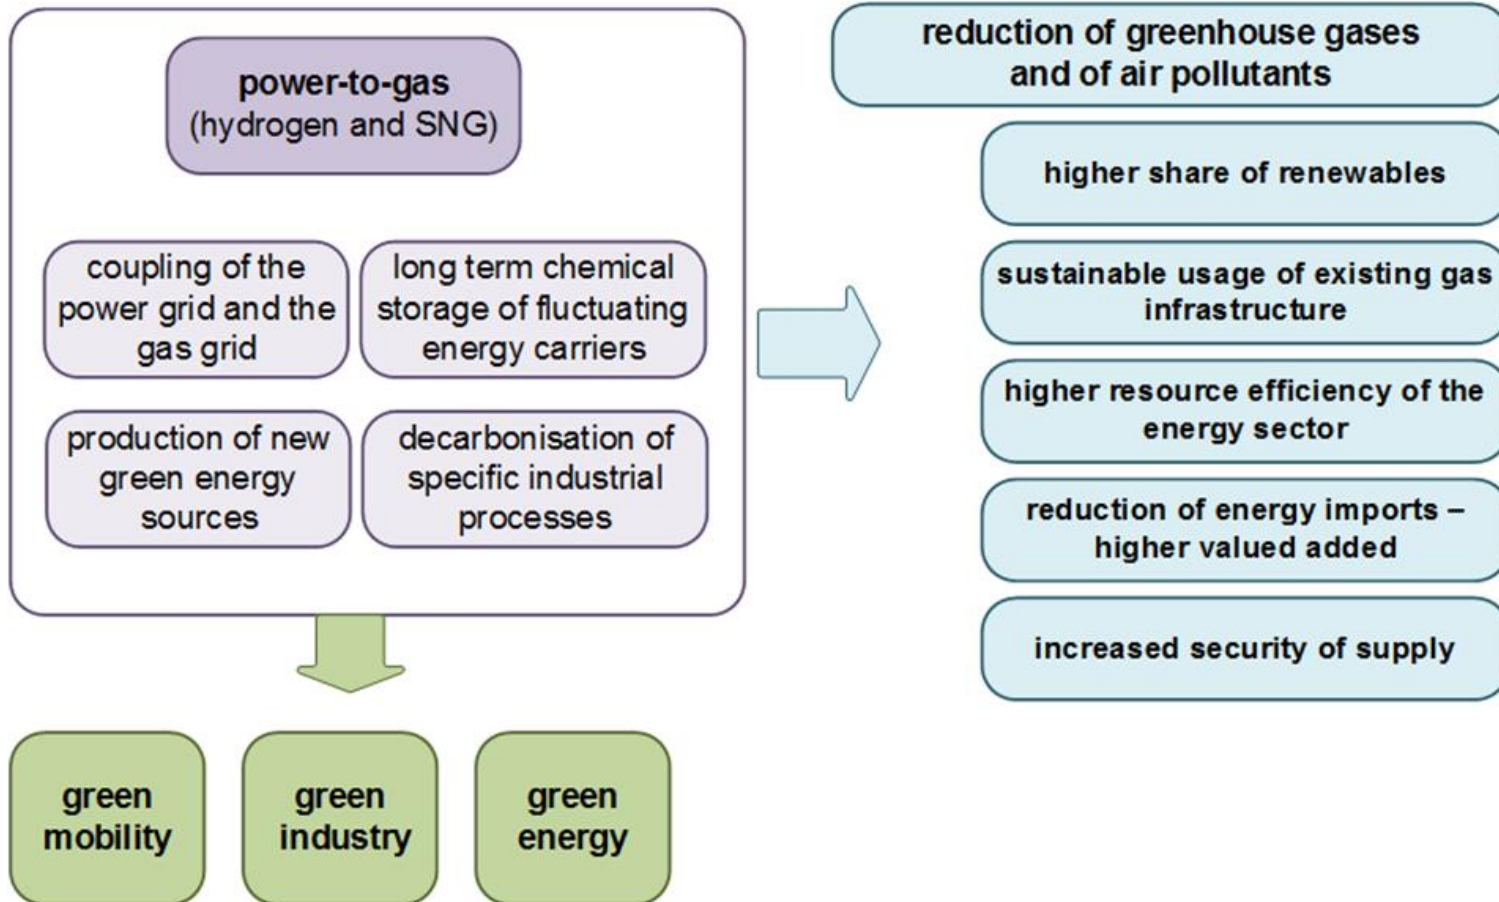 power-to-gas
(hydrogen and SNG)
coupling of the
power grid and the
gas grid
long term chemical
storage of fluctuating
energy carriers
production of new
green energy
sources
decarbonisation of
specific industrial
processes
green
mobility
green
industry
green
energy
reduction of greenhouse gases
and of air pollutants
higher share of renewables
sustainable usage of existing gas
infrastructure
higher resource efficiency of the
energy sector
reduction of energy imports –
higher valued added
increased security of supply